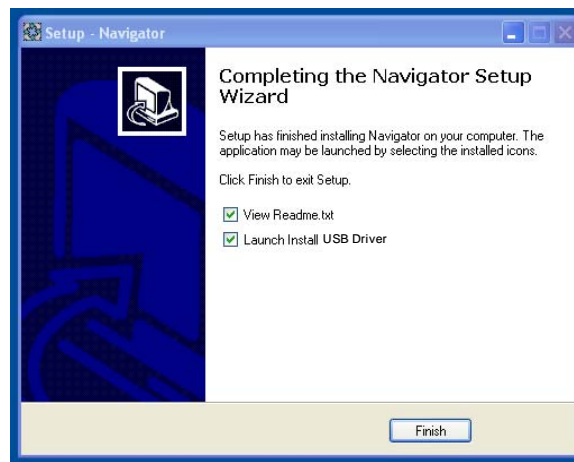 Setup - Navigator
Completing the Navigator Setup
Wizard
Setup has finished installing Navigator on your computer. The
application may be launched by selecting the installed icons.
Click Finish to exit Setup.
View Readme.txt
Launch Install USB Driver
Finish